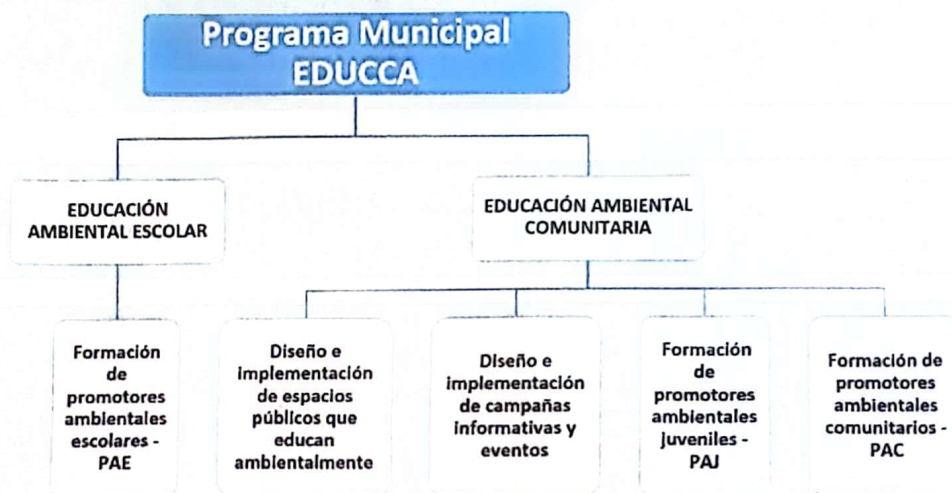 Programa Municipal
EDUCCA
EDUCACIÓN
AMBIENTAL ESCOLAR
EDUCACIÓN AMBIENTAL
COMUNITARIA
Formación
de
promotores
ambientales
escolares -
PAE
Diseño e
implementación
de espacios
públicos que
educan
ambientalmente
Diseño e
implementación
de campañas
informativas y
eventos
Formación
de
promotores
ambientales
juveniles -
PAJ
Formación de
promotores
ambientales
comunitarios -
PAC